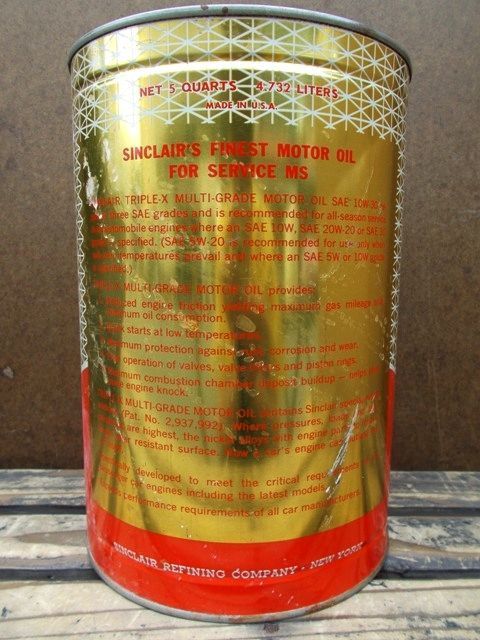 NET 5 QUARTS 4.732 LITERS
MADE IN U.S.A.
SINCLAIR'S FINEST MOTOR OIL
FOR SERVICE MS
TRIPLE-X MULTI-GRADE MOTOR OIL SAE 10W-30
three SAE grades and is recommended for all-season service
automobile engines where an SAE 10W, SAE 20W-20 or SAE 30
specified. (SAE 5W-20 is recommended for use only when
temperatures prevail and where an SAE 5W or 10W grade
MULTI-GRADE MOTOR OIL provides:
engine friction yielding maximum gas mileage
oil consumption.
starts at low temperatures.
protection against corrosion and wear.
operation of valves, valve and piston rings.
combustion chamber deposit buildup — helps
engine knock.
MULTI-GRADE MOTOR OIL contains Sinclair
(Pat. No. 2,937,992). Where pressures,
are highest, the nickel alloys with engine
resistant surface.
developed to meet the critical
car engines including the latest models
performance requirements of all car manufacturers.
SINCLAIR REFINING COMPANY • NEW YORK